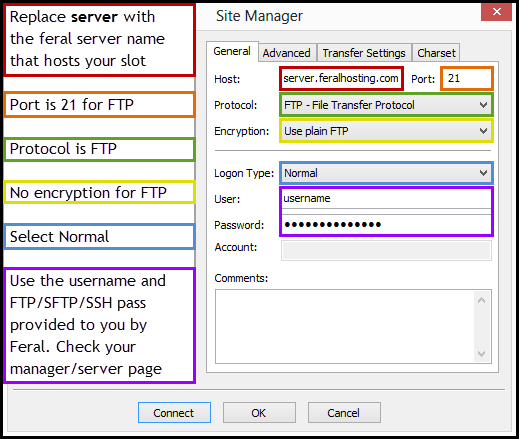 Replace server with
the feral server name
that hosts your slot
Port is 21 for FTP
Protocol is FTP
No encryption for FTP
Select Normal
Use the username and
FTP/SFTP/SSH pass
provided to you by
Feral. Check your
manager/server page
Site Manager
General Advanced Transfer Settings Charset
Host: server.feralhosting.com Port: 21
Protocol: FTP - File Transfer Protocol
Encryption: Use plain FTP
Logon Type: Normal
User: username
Password: ●●●●●●●●●●●●●●
Account:
Comments:
Connect OK Cancel